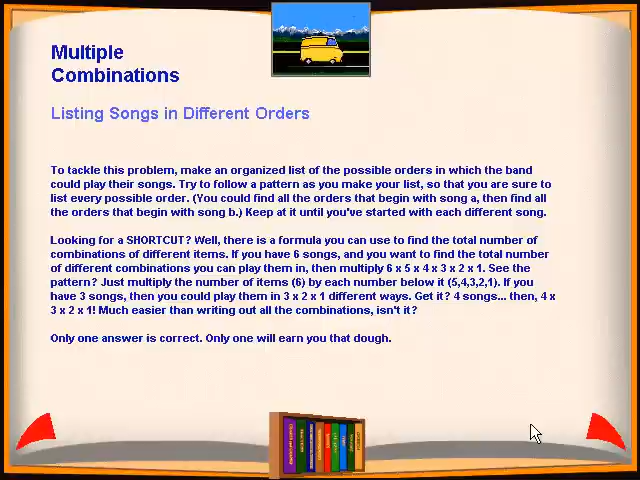 Multiple
Combinations
Listing Songs in Different Orders
To tackle this problem, make an organized list of the possible orders in which the band
could play their songs. Try to follow a pattern as you make your list, so that you are sure to
list every possible order. (You could find all the orders that begin with song a, then find all
the orders that begin with song b.) Keep at it until you've started with each different song.
Looking for a SHORTCUT? Well, there is a formula you can use to find the total number of
combinations of different items. If you have 6 songs, and you want to find the total number
of different combinations you can play them in, then multiply 6 x 5 x 4 x 3 x 2 x 1. See the
pattern? Just multiply the number of items (6) by each number below it (5,4,3,2,1). If you
have 3 songs, then you could play them in 3 x 2 x 1 different ways. Get it? 4 songs... then, 4 x
3 x 2 x 1! Much easier than writing out all the combinations, isn't it?
Only one answer is correct. Only one will earn you that dough.